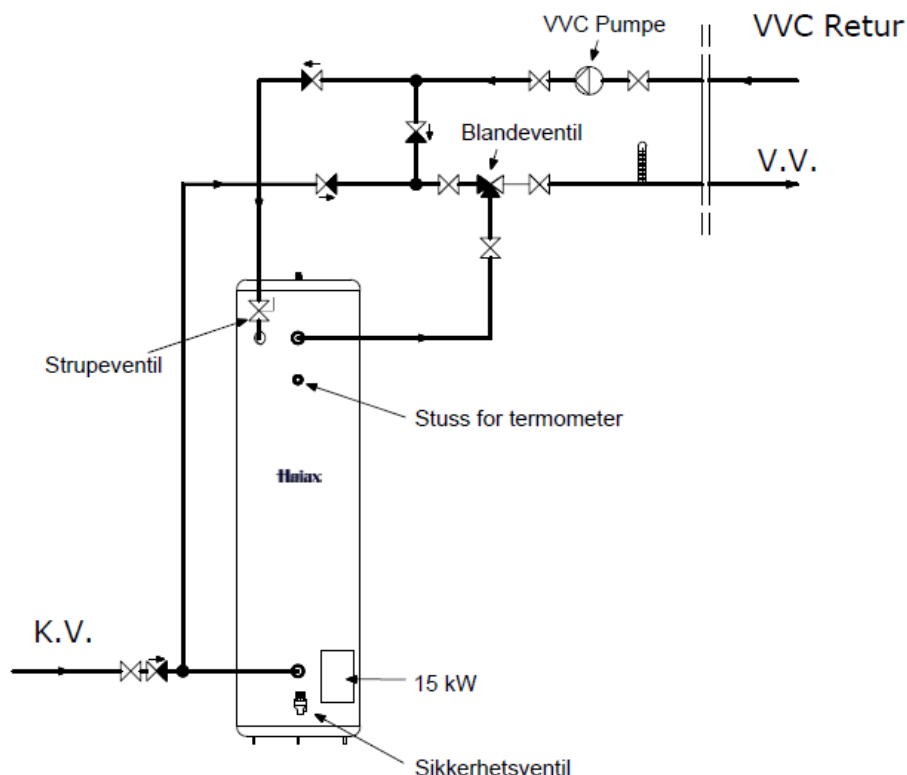 VVC Pumpe
VVC Retur
Blandeventil
V.V.
Strupeventil
Stuss for termometer
Høiax
K.V.
15 kW
Sikkerhetsventil